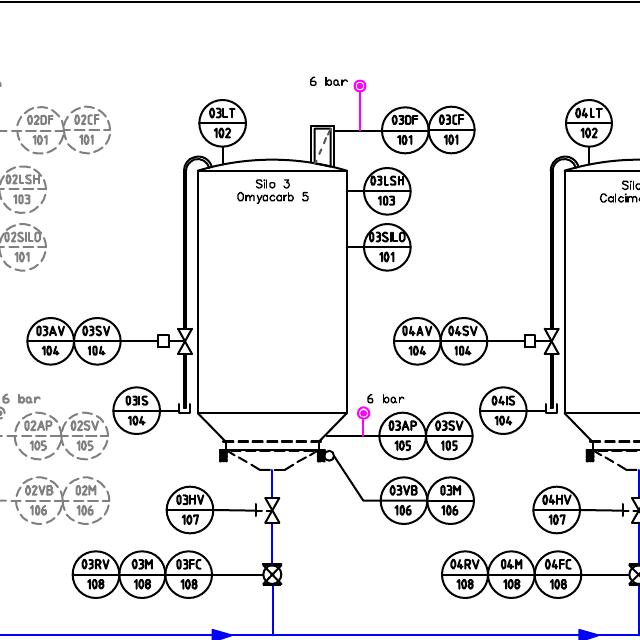 6 bar
03LT
102
04LT
102
02DF
101
02CF
101
03DF
101
03CF
101
02LSH
103
Silo 3
Omyacarb 5
03LSH
103
02SILO
101
03SILO
101
03AV
104
03SV
104
04AV
104
04SV
104
03IS
104
04IS
104
6 bar
6 bar
02AP
105
02SV
105
03AP
105
03SV
105
02VB
106
02M
106
03VB
106
03M
106
03HV
107
04HV
107
03RV
108
03M
108
03FC
108
04RV
108
04M
108
04FC
108